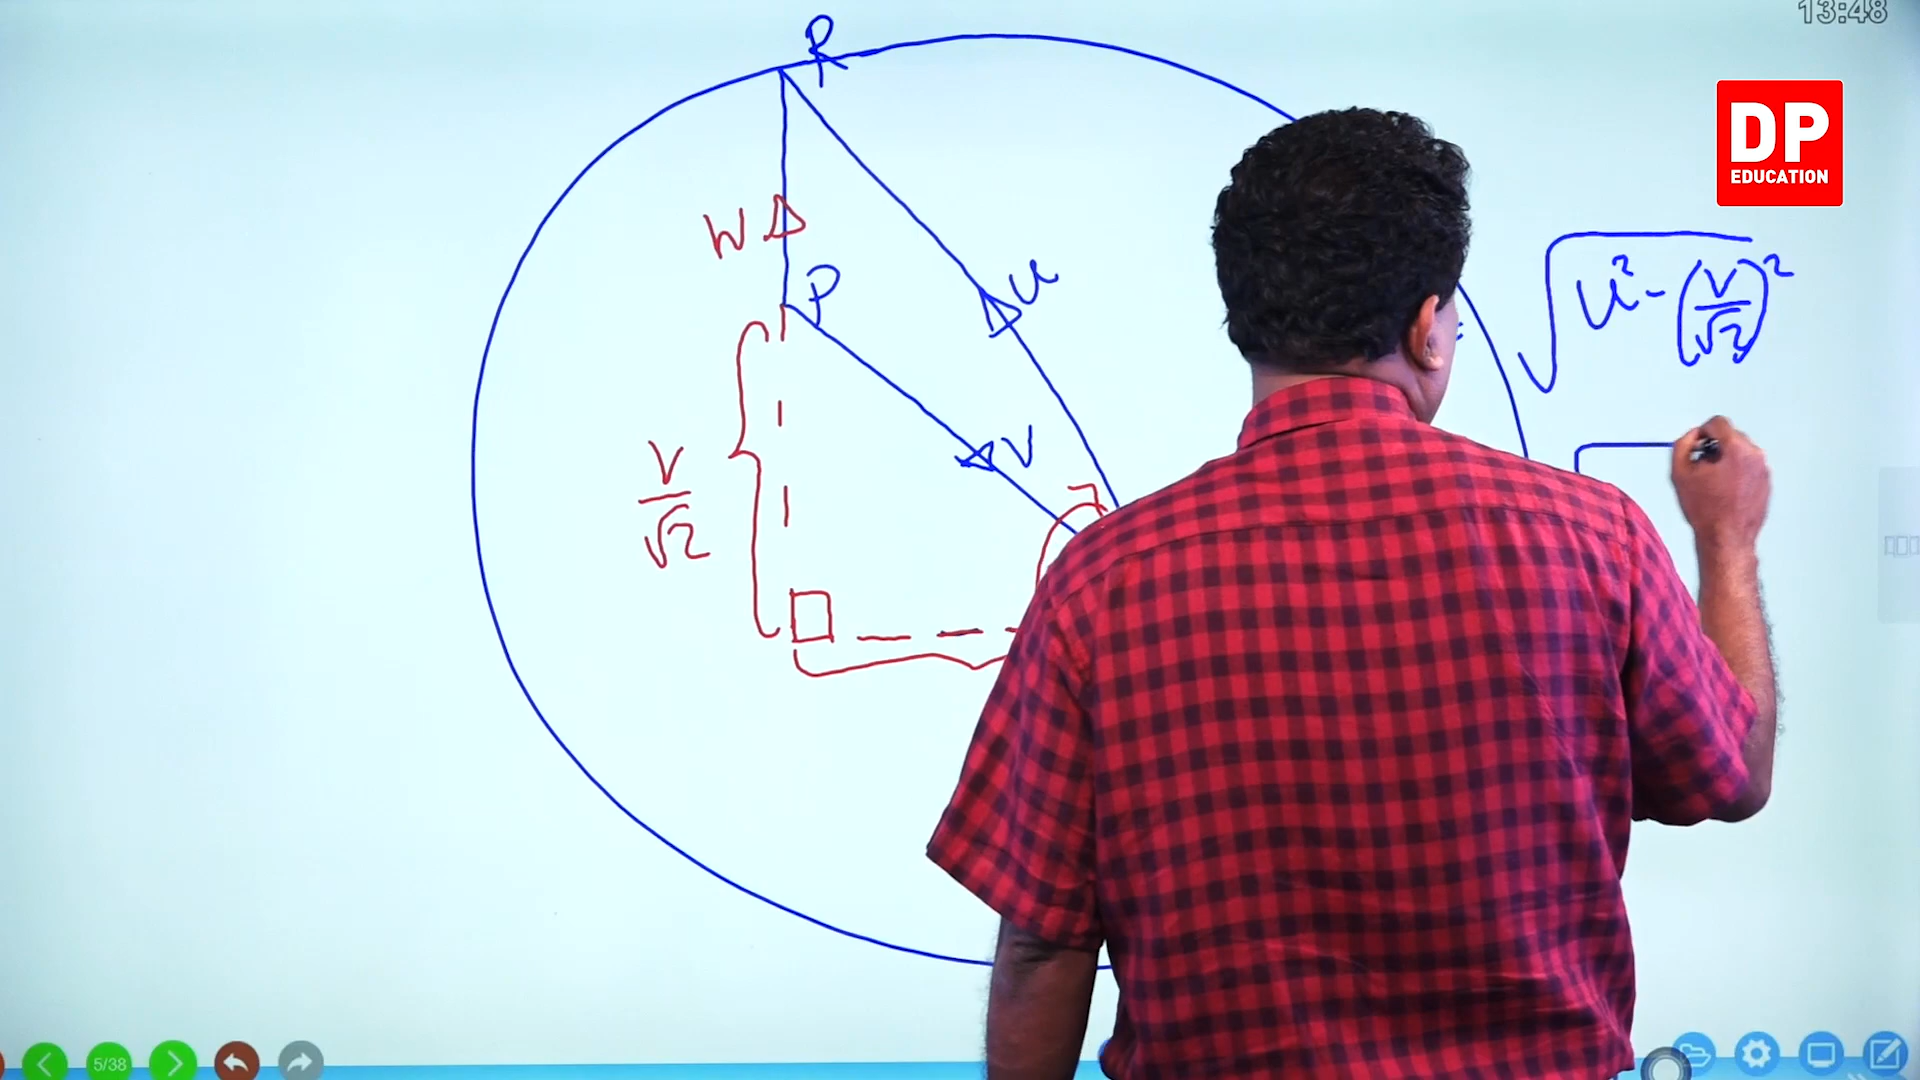 13:48
R
DP
EDUCATION
W
P
u
√u² - (V/√2)²
V
V/√2
5/38